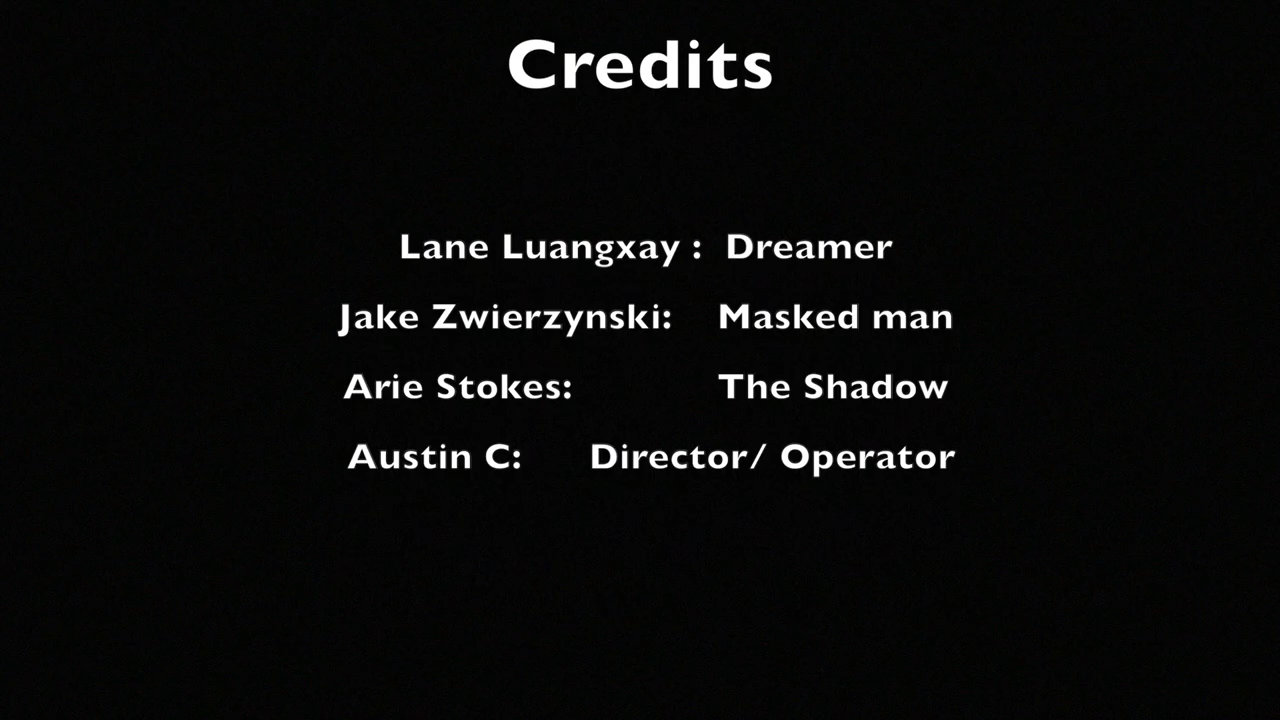 Credits
Lane Luangxay : Dreamer
Jake Zwierzynski: Masked man
Arie Stokes: The Shadow
Austin C: Director/ Operator